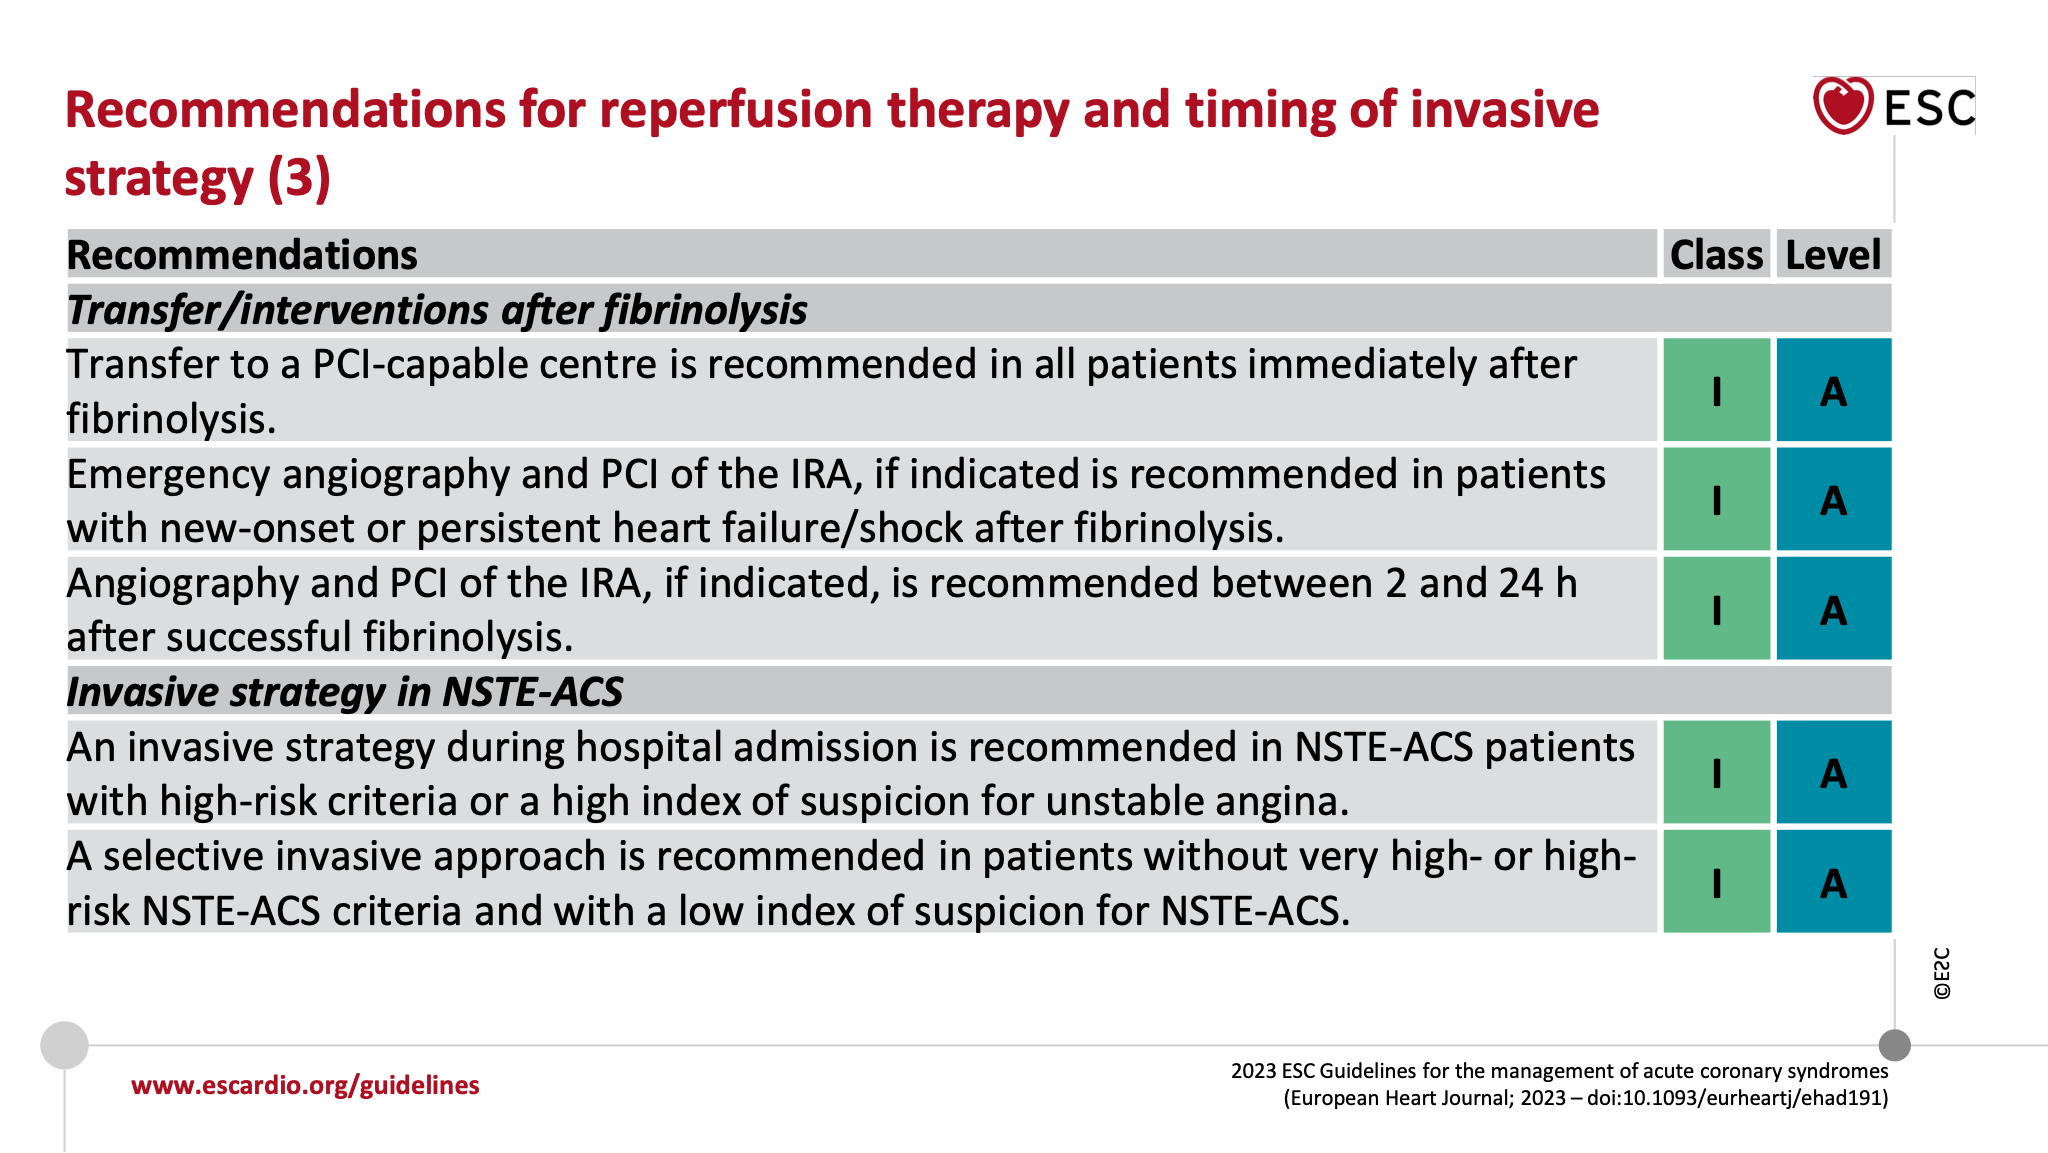 Recommendations for reperfusion therapy and timing of invasive
strategy (3)
ESC
Recommendations Class Level
Transfer/interventions after fibrinolysis
Transfer to a PCI-capable centre is recommended in all patients immediately after
fibrinolysis.
I A
Emergency angiography and PCI of the IRA, if indicated is recommended in patients
with new-onset or persistent heart failure/shock after fibrinolysis.
I A
Angiography and PCI of the IRA, if indicated, is recommended between 2 and 24 h
after successful fibrinolysis.
I A
Invasive strategy in NSTE-ACS
An invasive strategy during hospital admission is recommended in NSTE-ACS patients
with high-risk criteria or a high index of suspicion for unstable angina.
I A
A selective invasive approach is recommended in patients without very high- or high-
risk NSTE-ACS criteria and with a low index of suspicion for NSTE-ACS.
I A
©ESC
www.escardio.org/guidelines
2023 ESC Guidelines for the management of acute coronary syndromes
(European Heart Journal; 2023 – doi:10.1093/eurheartj/ehad191)